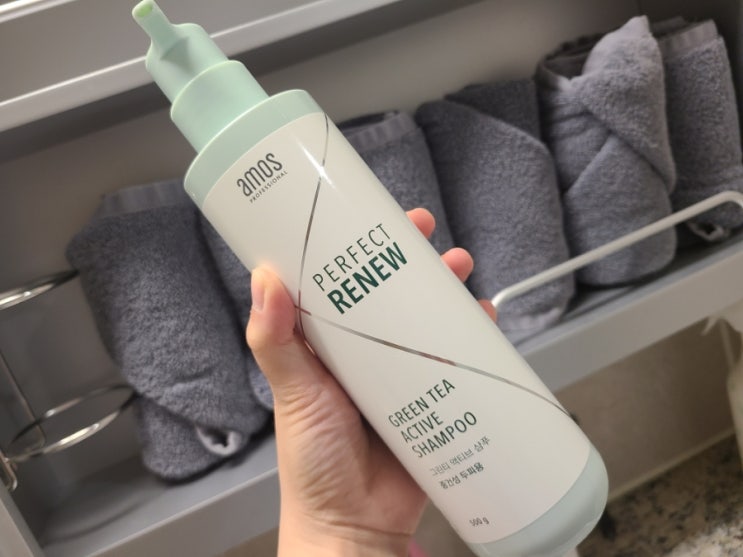 amos
PROFESSIONAL
PERFECT
RENEW
GREEN TEA
ACTIVE
SHAMPOO
그린티 액티브 샴푸
중건성 두피용
500 g